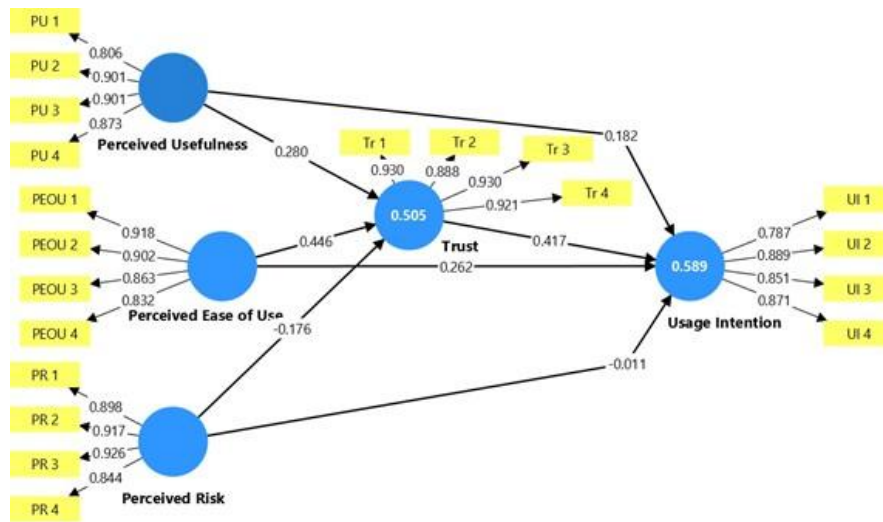 PU 1
PU 2
PU 3
PU 4
0.806
0.901
0.901
0.873
Perceived Usefulness
0.182
0.280
Tr 1
Tr 2
Tr 3
Tr 4
0.930
0.888
0.930
0.921
0.505
Trust
PEOU 1
PEOU 2
PEOU 3
PEOU 4
0.918
0.902
0.863
0.832
Perceived Ease of Use
0.446
0.417
0.262
-0.176
0.589
Usage Intention
UI 1
UI 2
UI 3
UI 4
0.787
0.889
0.851
0.871
-0.011
PR 1
PR 2
PR 3
PR 4
0.898
0.917
0.926
0.844
Perceived Risk